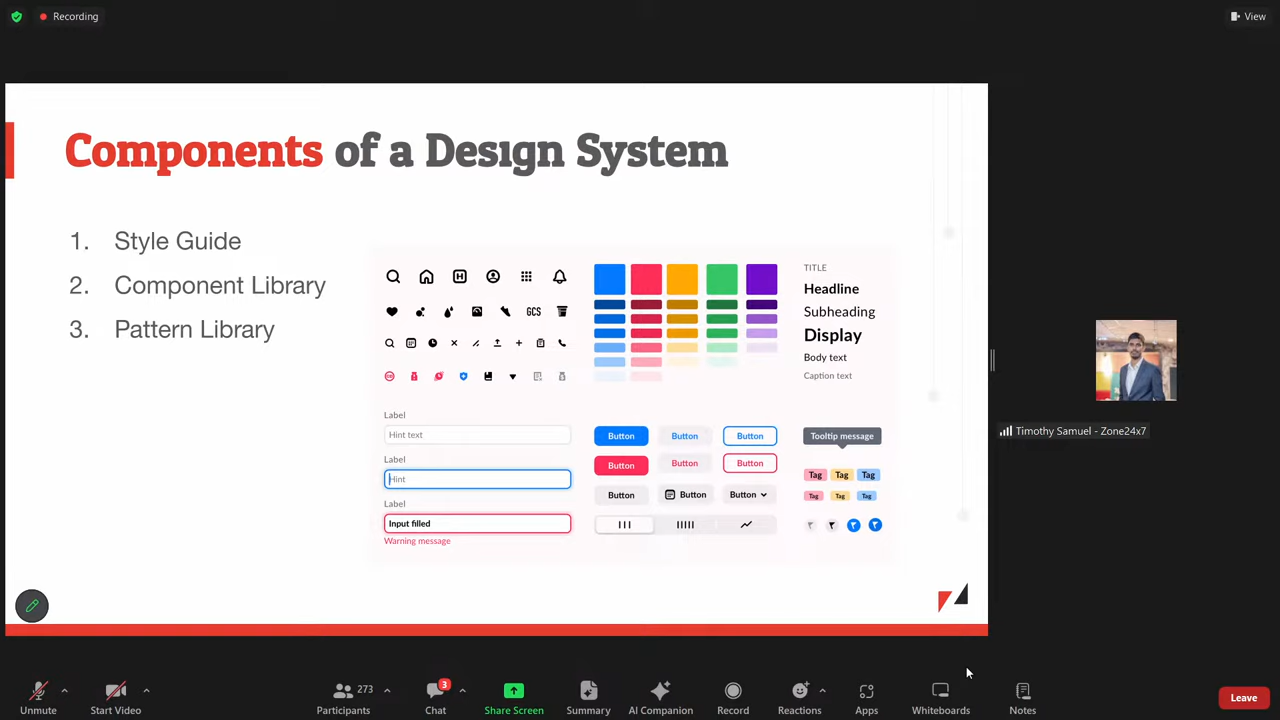 Recording
View
Components of a Design System
1. Style Guide
2. Component Library
3. Pattern Library
GCS
TITLE
Headline
Subheading
Display
Body text
Caption text
Label
Hint text
Label
Hint
Label
Input filled
Warning message
Button Button Button
Button Button Button
Button Button Button
Tooltip message
Tag Tag Tag
Tag Tag Tag
Timothy Samuel - Zone24x7
273
3
Unmute
Start Video
Participants
Chat
Share Screen
Summary
AI Companion
Record
Reactions
Apps
Whiteboards
Notes
Leave